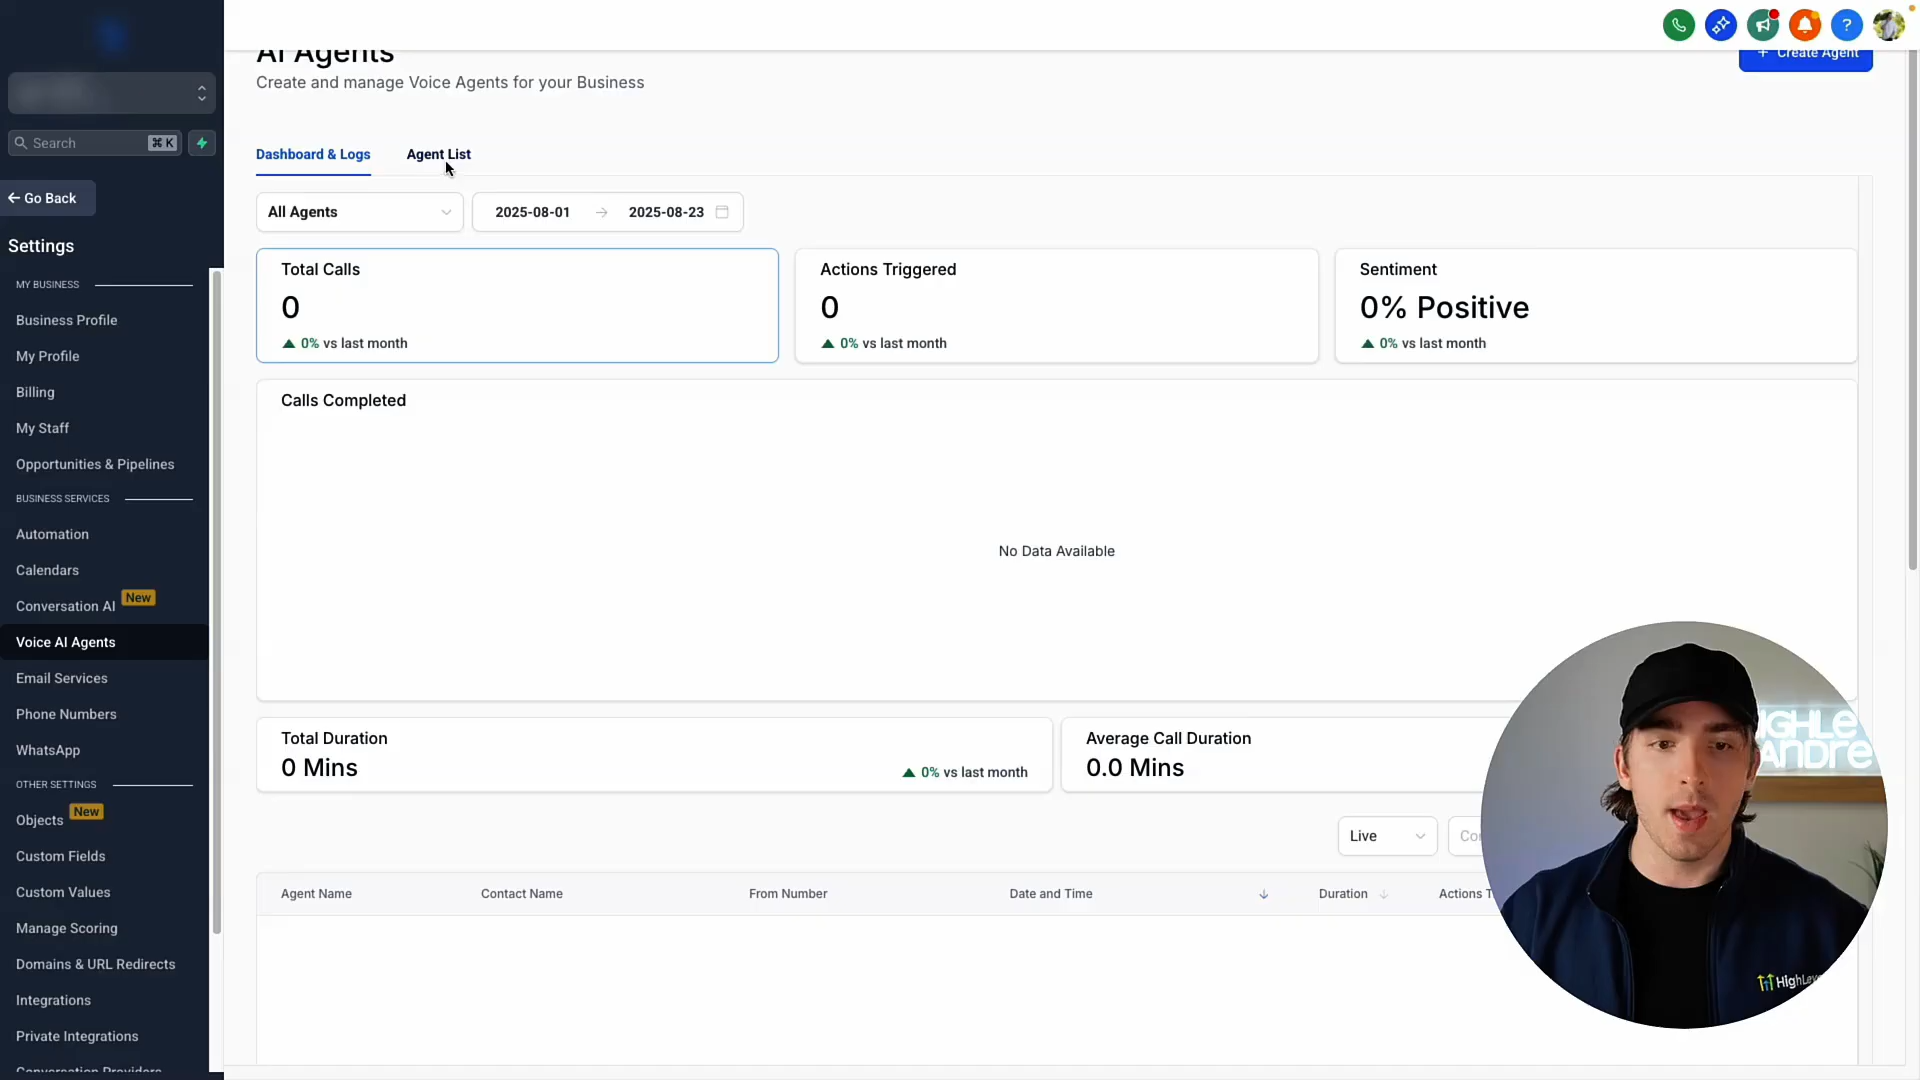 AI Agents
Create and manage Voice Agents for your Business
+ Create Agent
Search
⌘ K
← Go Back
Settings
MY BUSINESS
Business Profile
My Profile
Billing
My Staff
Opportunities & Pipelines
BUSINESS SERVICES
Automation
Calendars
Conversation AI New
Voice AI Agents
Email Services
Phone Numbers
WhatsApp
OTHER SETTINGS
Objects New
Custom Fields
Custom Values
Manage Scoring
Domains & URL Redirects
Integrations
Private Integrations
Conversation Providers
Dashboard & Logs
Agent List
All Agents
2025-08-01 → 2025-08-23
Total Calls
0
0% vs last month
Actions Triggered
0
0% vs last month
Sentiment
0% Positive
0% vs last month
Calls Completed
No Data Available
Total Duration
0 Mins
0% vs last month
Average Call Duration
0.0 Mins
Live
Agent Name
Contact Name
From Number
Date and Time
Duration
Actions T
IGHLE
ANDRE
HighLeve